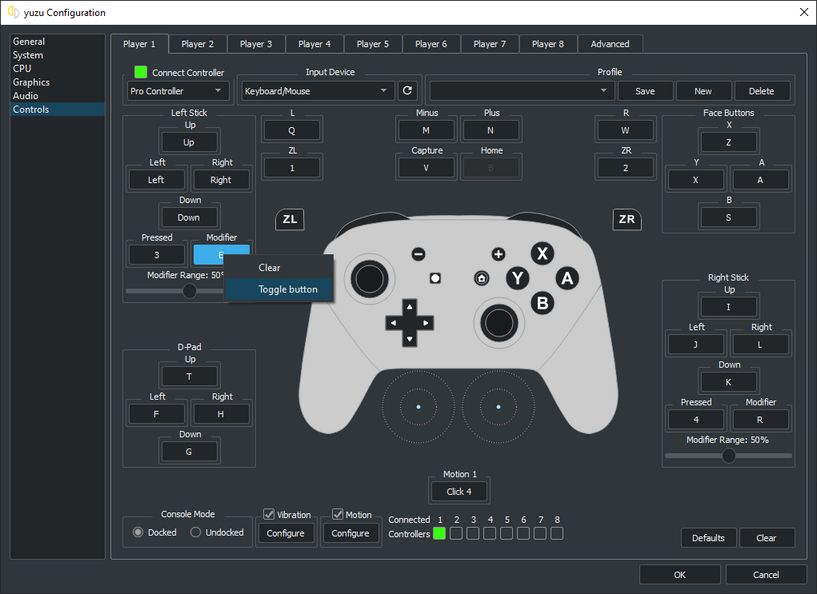 yuzu Configuration
General
System
CPU
Graphics
Audio
Controls
Player 1 Player 2 Player 3 Player 4 Player 5 Player 6 Player 7 Player 8 Advanced
Connect Controller Input Device Profile
Pro Controller Keyboard/Mouse Save New Delete
Left Stick L Minus Plus R Face Buttons
Up Q M N W X
Up Z
ZL Capture Home ZR
Left Right 1 V 2 Y A
Left Right X A
Down B
Down S
ZL ZR
Pressed Modifier
3
Modifier Range: 50%
Clear
Toggle button
X
Y A
B
Right Stick
Up
I
Left Right
J L
Down
K
Pressed Modifier
4 R
Modifier Range: 50%
D-Pad
Up
T
Left Right
F H
Down
G
Motion 1
Click 4
Console Mode Vibration Motion Connected 1 2 3 4 5 6 7 8
Docked Undocked Configure Configure Controllers
Defaults Clear
OK Cancel